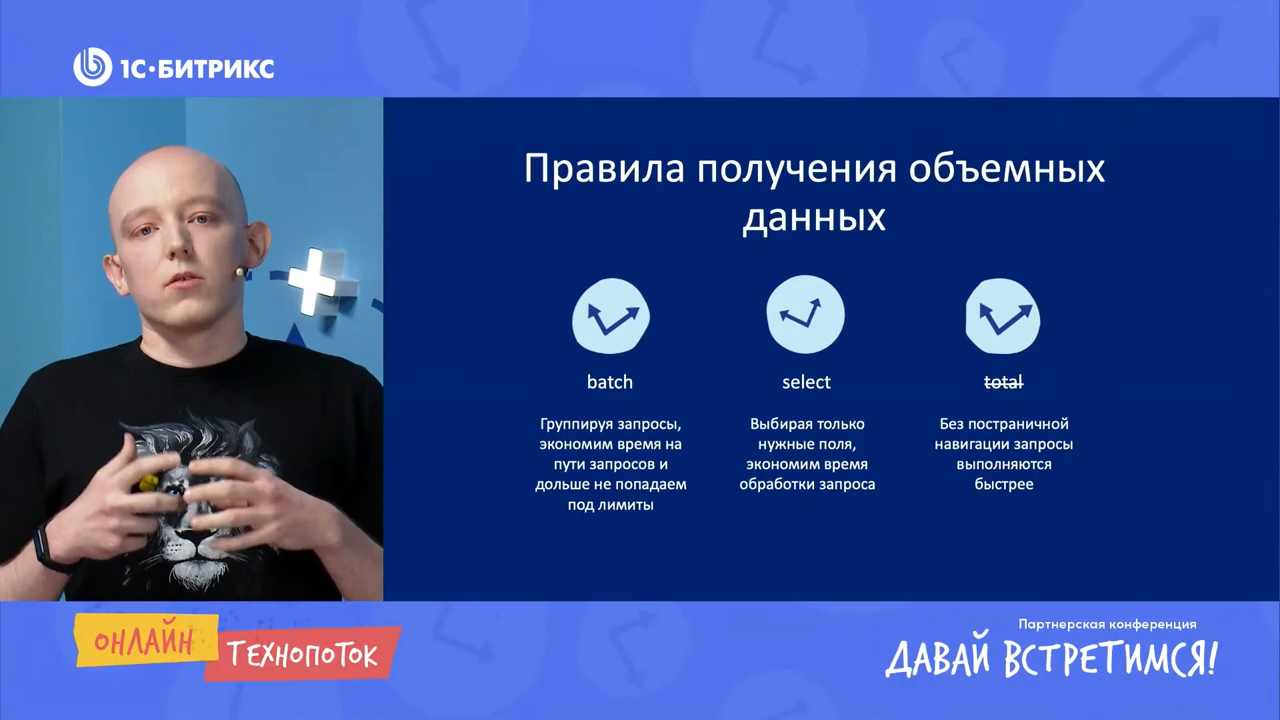 1С·БИТРИКС
Правила получения объемных
данных
batch
Группируя запросы,
экономим время на
пути запросов и
дольше не попадаем
под лимиты
select
Выбирая только
нужные поля,
экономим время
обработки запроса
total
Без постраничной
навигации запросы
выполняются
быстрее
ОНЛАЙН
ТЕХНОПОТОК
Партнерская конференция
ДАВАЙ ВСТРЕТИМСЯ!